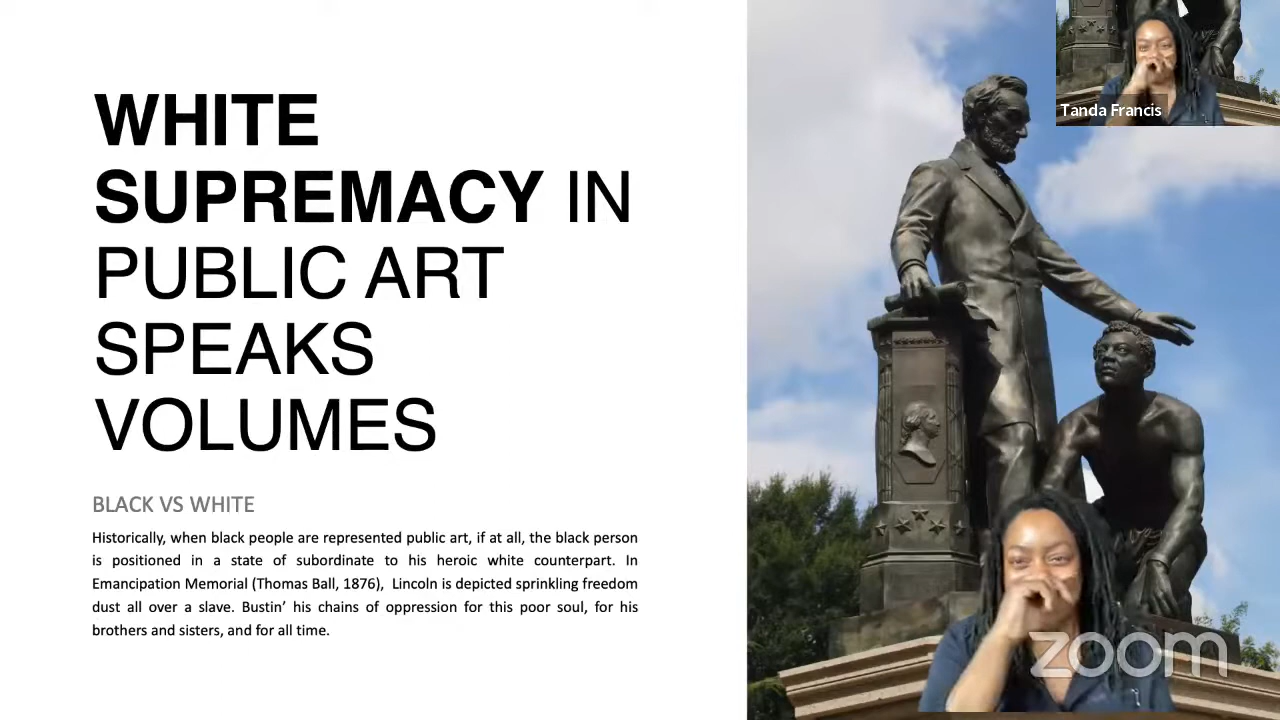 WHITE
SUPREMACY IN
PUBLIC ART
SPEAKS
VOLUMES
BLACK VS WHITE
Historically, when black people are represented public art, if at all, the black person
is positioned in a state of subordinate to his heroic white counterpart. In
Emancipation Memorial (Thomas Ball, 1876), Lincoln is depicted sprinkling freedom
dust all over a slave. Bustin’ his chains of oppression for this poor soul, for his
brothers and sisters, and for all time.
Tanda Francis
zoom